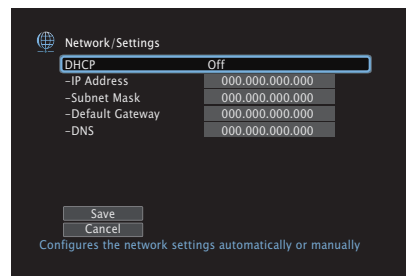 Network/Settings
DHCP Off
–IP Address 000.000.000.000
–Subnet Mask 000.000.000.000
–Default Gateway 000.000.000.000
–DNS 000.000.000.000
Save
Cancel
Configures the network settings automatically or manually